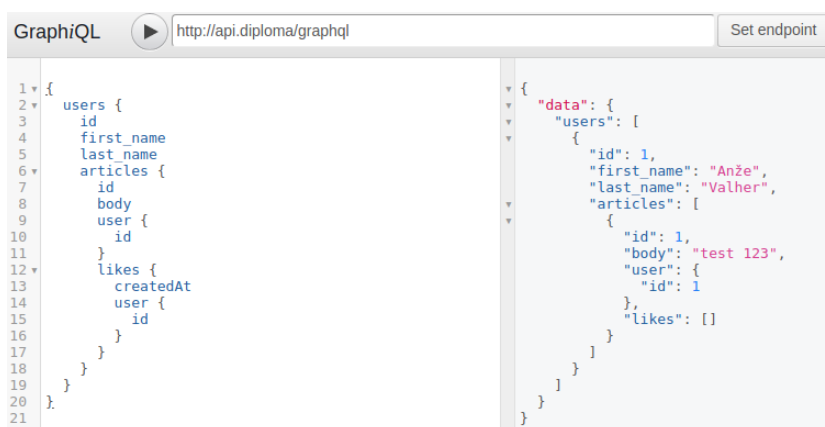 GraphiQL
http://api.diploma/graphql
Set endpoint
1 {
2 users {
3 id
4 first_name
5 last_name
6 articles {
7 id
8 body
9 user {
10 id
11 }
12 likes {
13 createdAt
14 user {
15 id
16 }
17 }
18 }
19 }
20 }
21
{
"data": {
"users": [
{
"id": 1,
"first_name": "Anže",
"last_name": "Valher",
"articles": [
{
"id": 1,
"body": "test 123",
"user": {
"id": 1
},
"likes": []
}
]
}
]
}
}